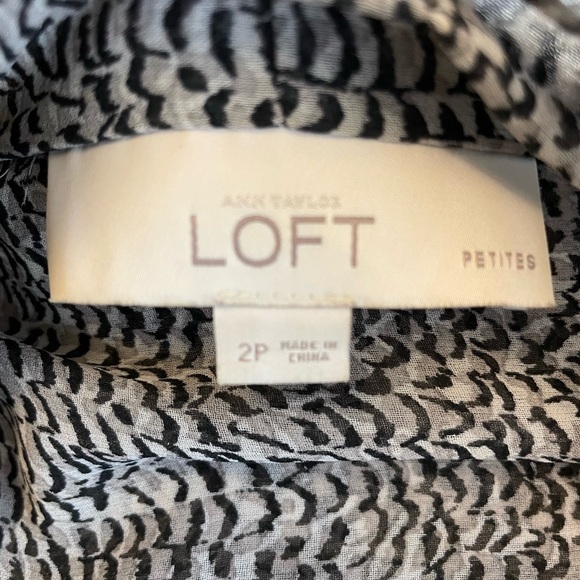 ANN TAYLOR
LOFT
PETITES
2P MADE IN
CHINA